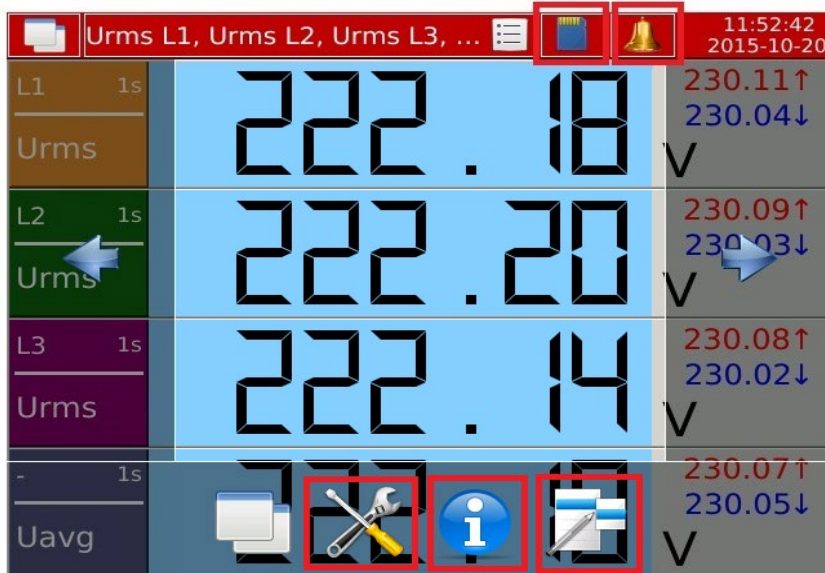 Urms L1, Urms L2, Urms L3, ...
11:52:42
2015-10-20
L1 1s
Urms
222.18
V
230.11↑
230.04↓
L2 1s
Urms
222.20
V
230.09↑
230.03↓
L3 1s
Urms
222.14
V
230.08↑
230.02↓
- 1s
Uavg
V
230.07↑
230.05↓